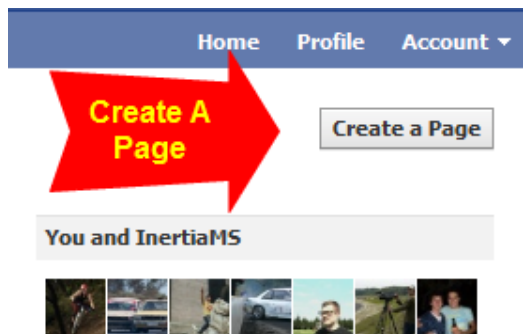 Home Profile Account
Create A
Page
Create a Page
You and InertiaMS